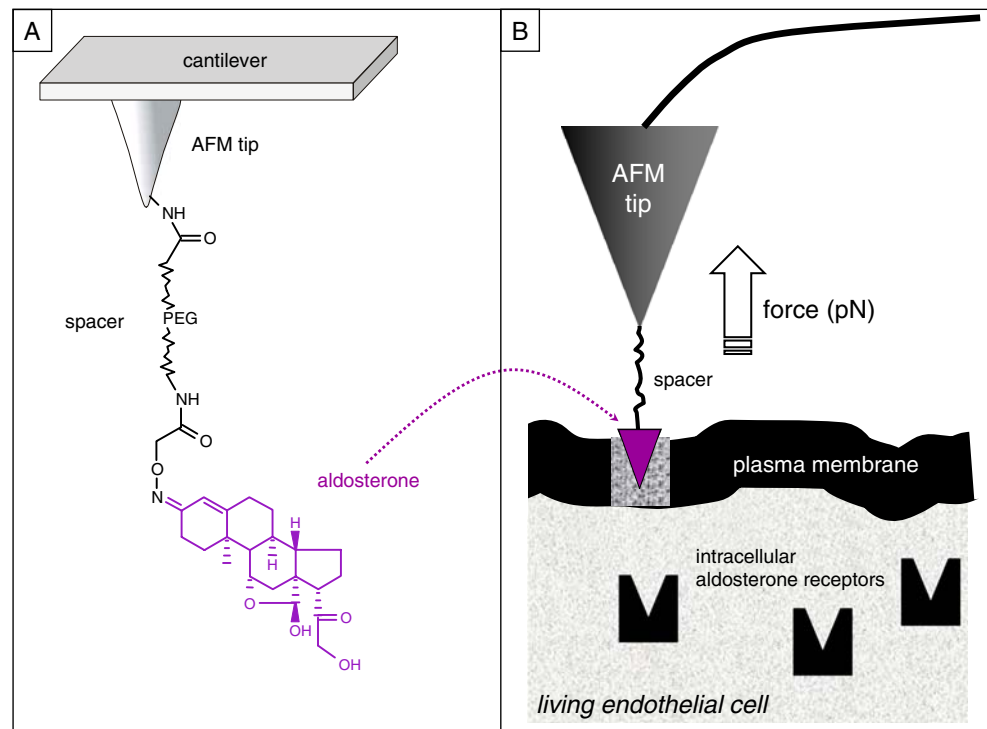 A
cantilever
AFM tip
NH
O
spacer
PEG
NH
O
O
N
aldosterone
H
H
O
OH
O
OH
B
AFM
tip
force (pN)
spacer
plasma membrane
intracellular
aldosterone receptors
living endothelial cell